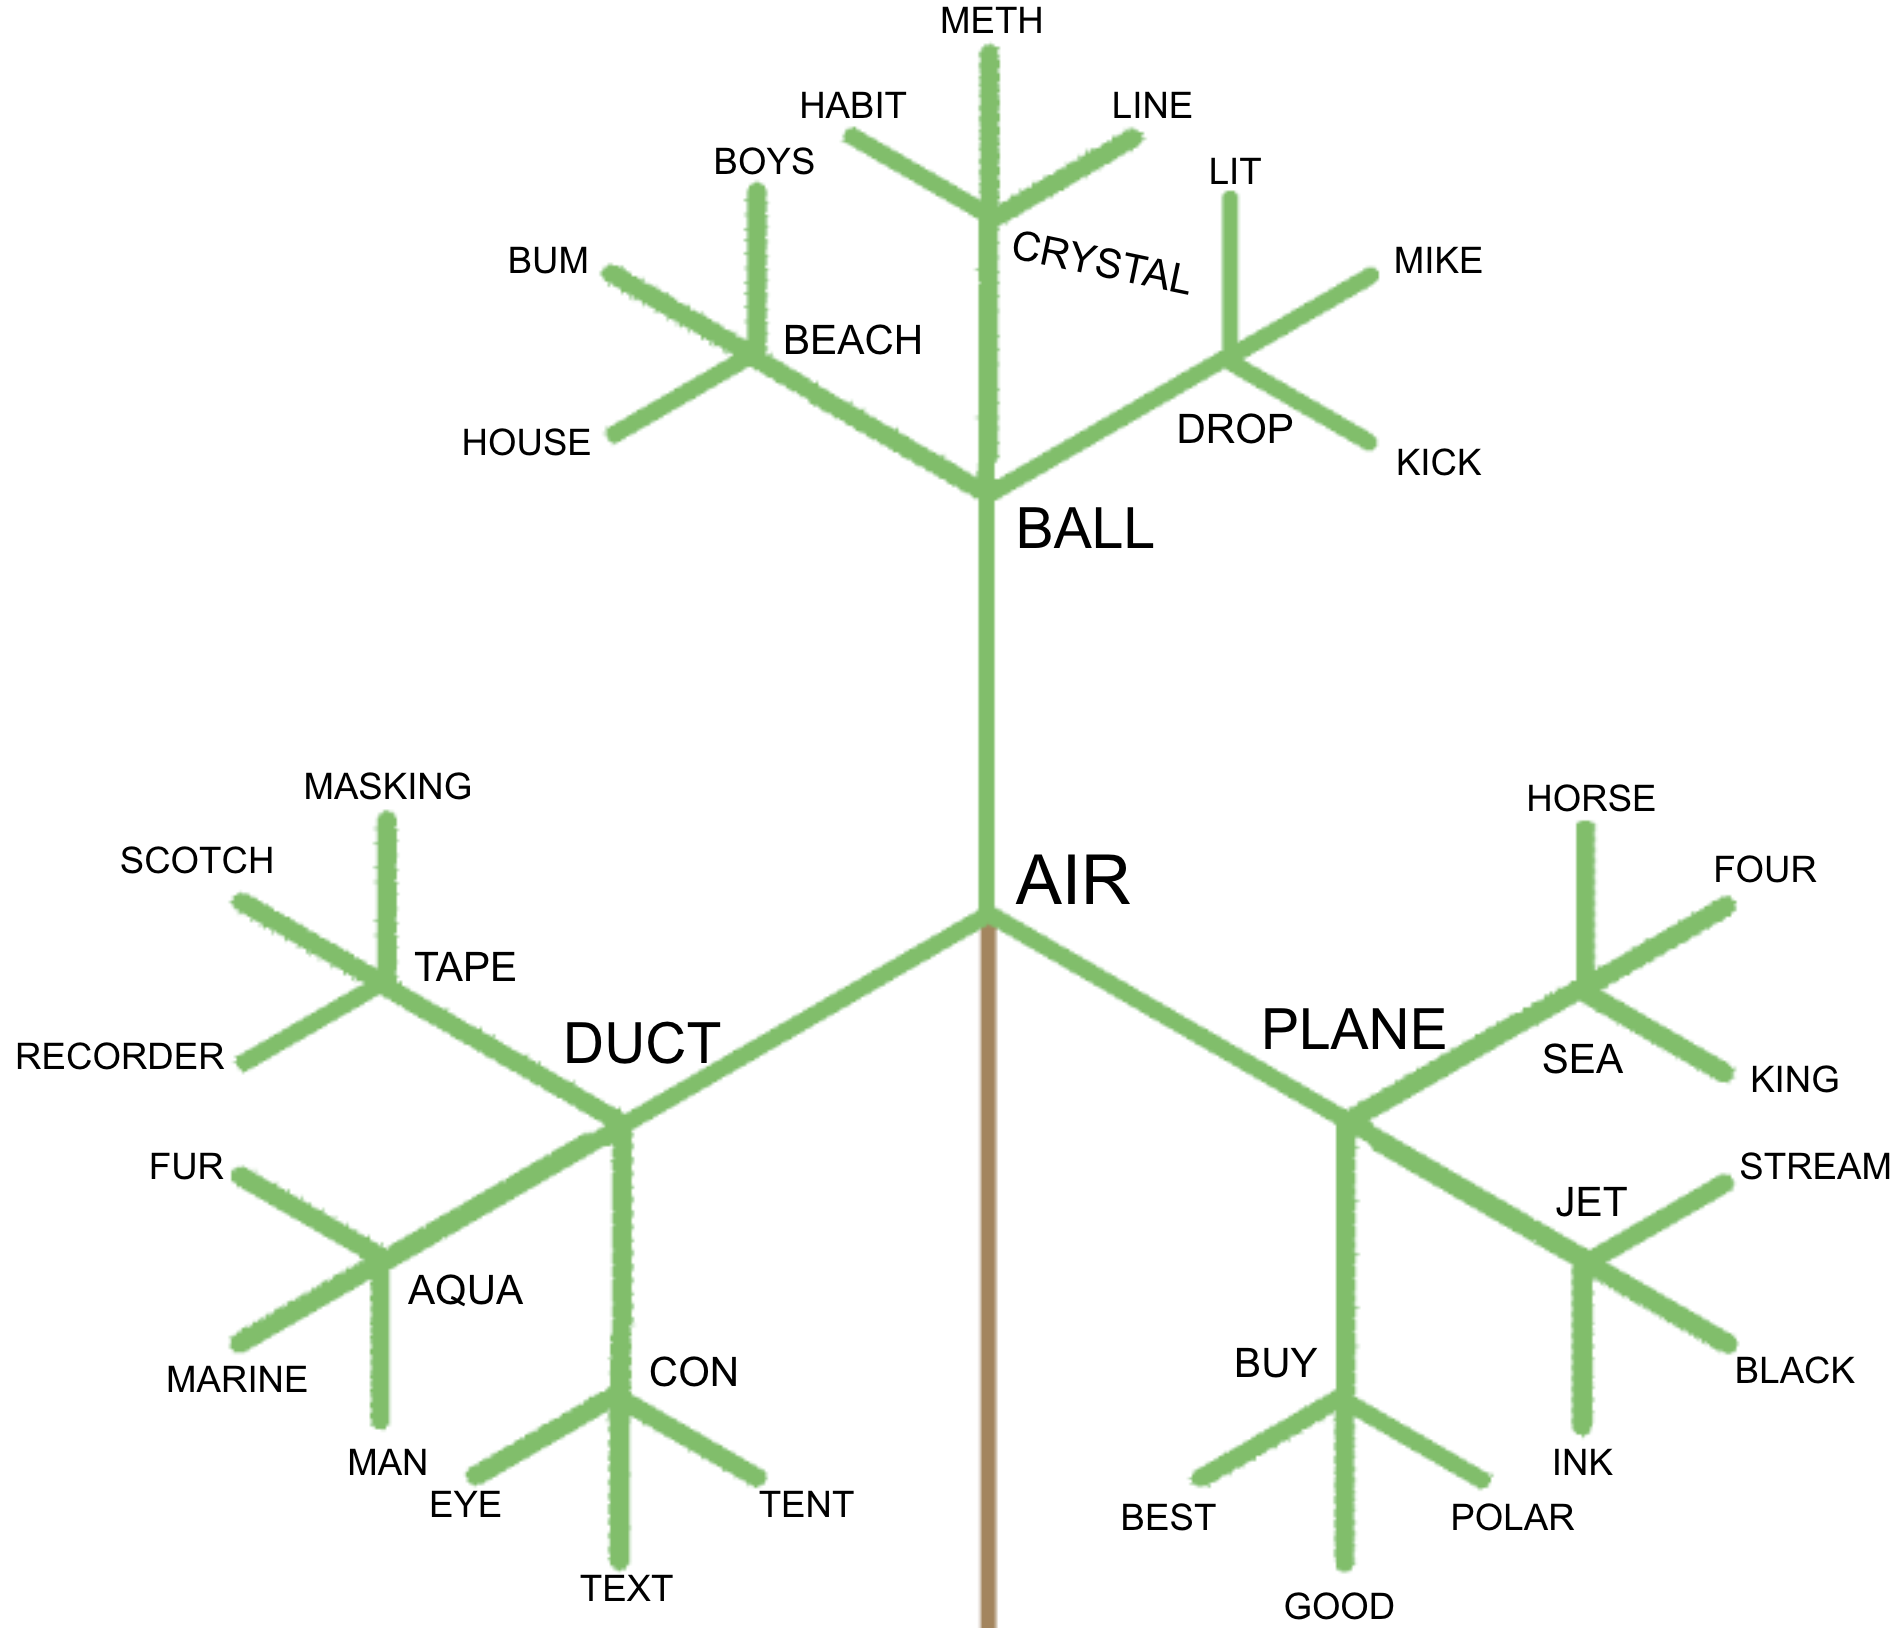 METH
HABIT
LINE
BOYS
LIT
BUM
CRYSTAL
MIKE
BEACH
HOUSE
DROP
KICK
BALL
MASKING
HORSE
SCOTCH
AIR
FOUR
TAPE
DUCT
PLANE
RECORDER
SEA
KING
FUR
STREAM
JET
AQUA
MARINE
CON
BUY
BLACK
MAN
INK
EYE
TENT
BEST
POLAR
TEXT
GOOD